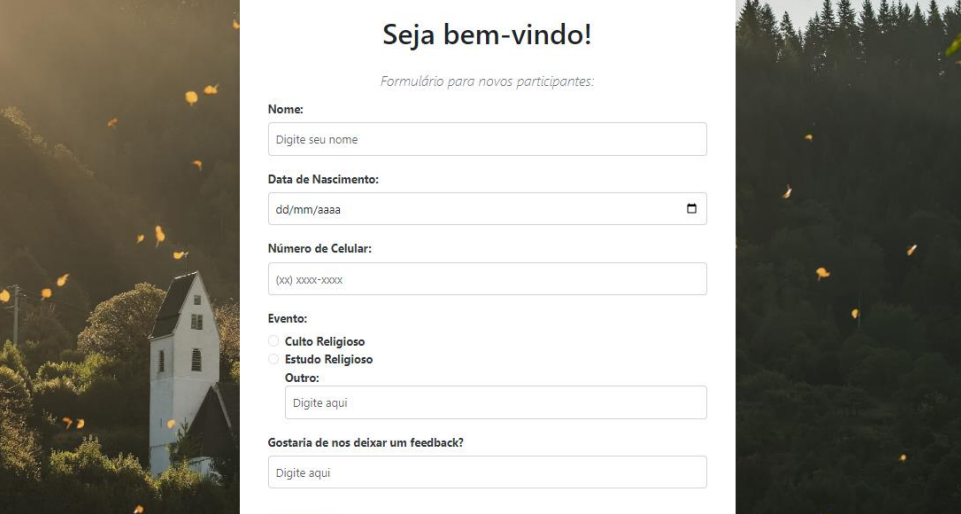 Seja bem-vindo!
Formulário para novos participantes:
Nome:
Digite seu nome
Data de Nascimento:
dd/mm/aaaa
Número de Celular:
(xx) xxxx-xxxx
Evento:
Culto Religioso
Estudo Religioso
Outro:
Digite aqui
Gostaria de nos deixar um feedback?
Digite aqui